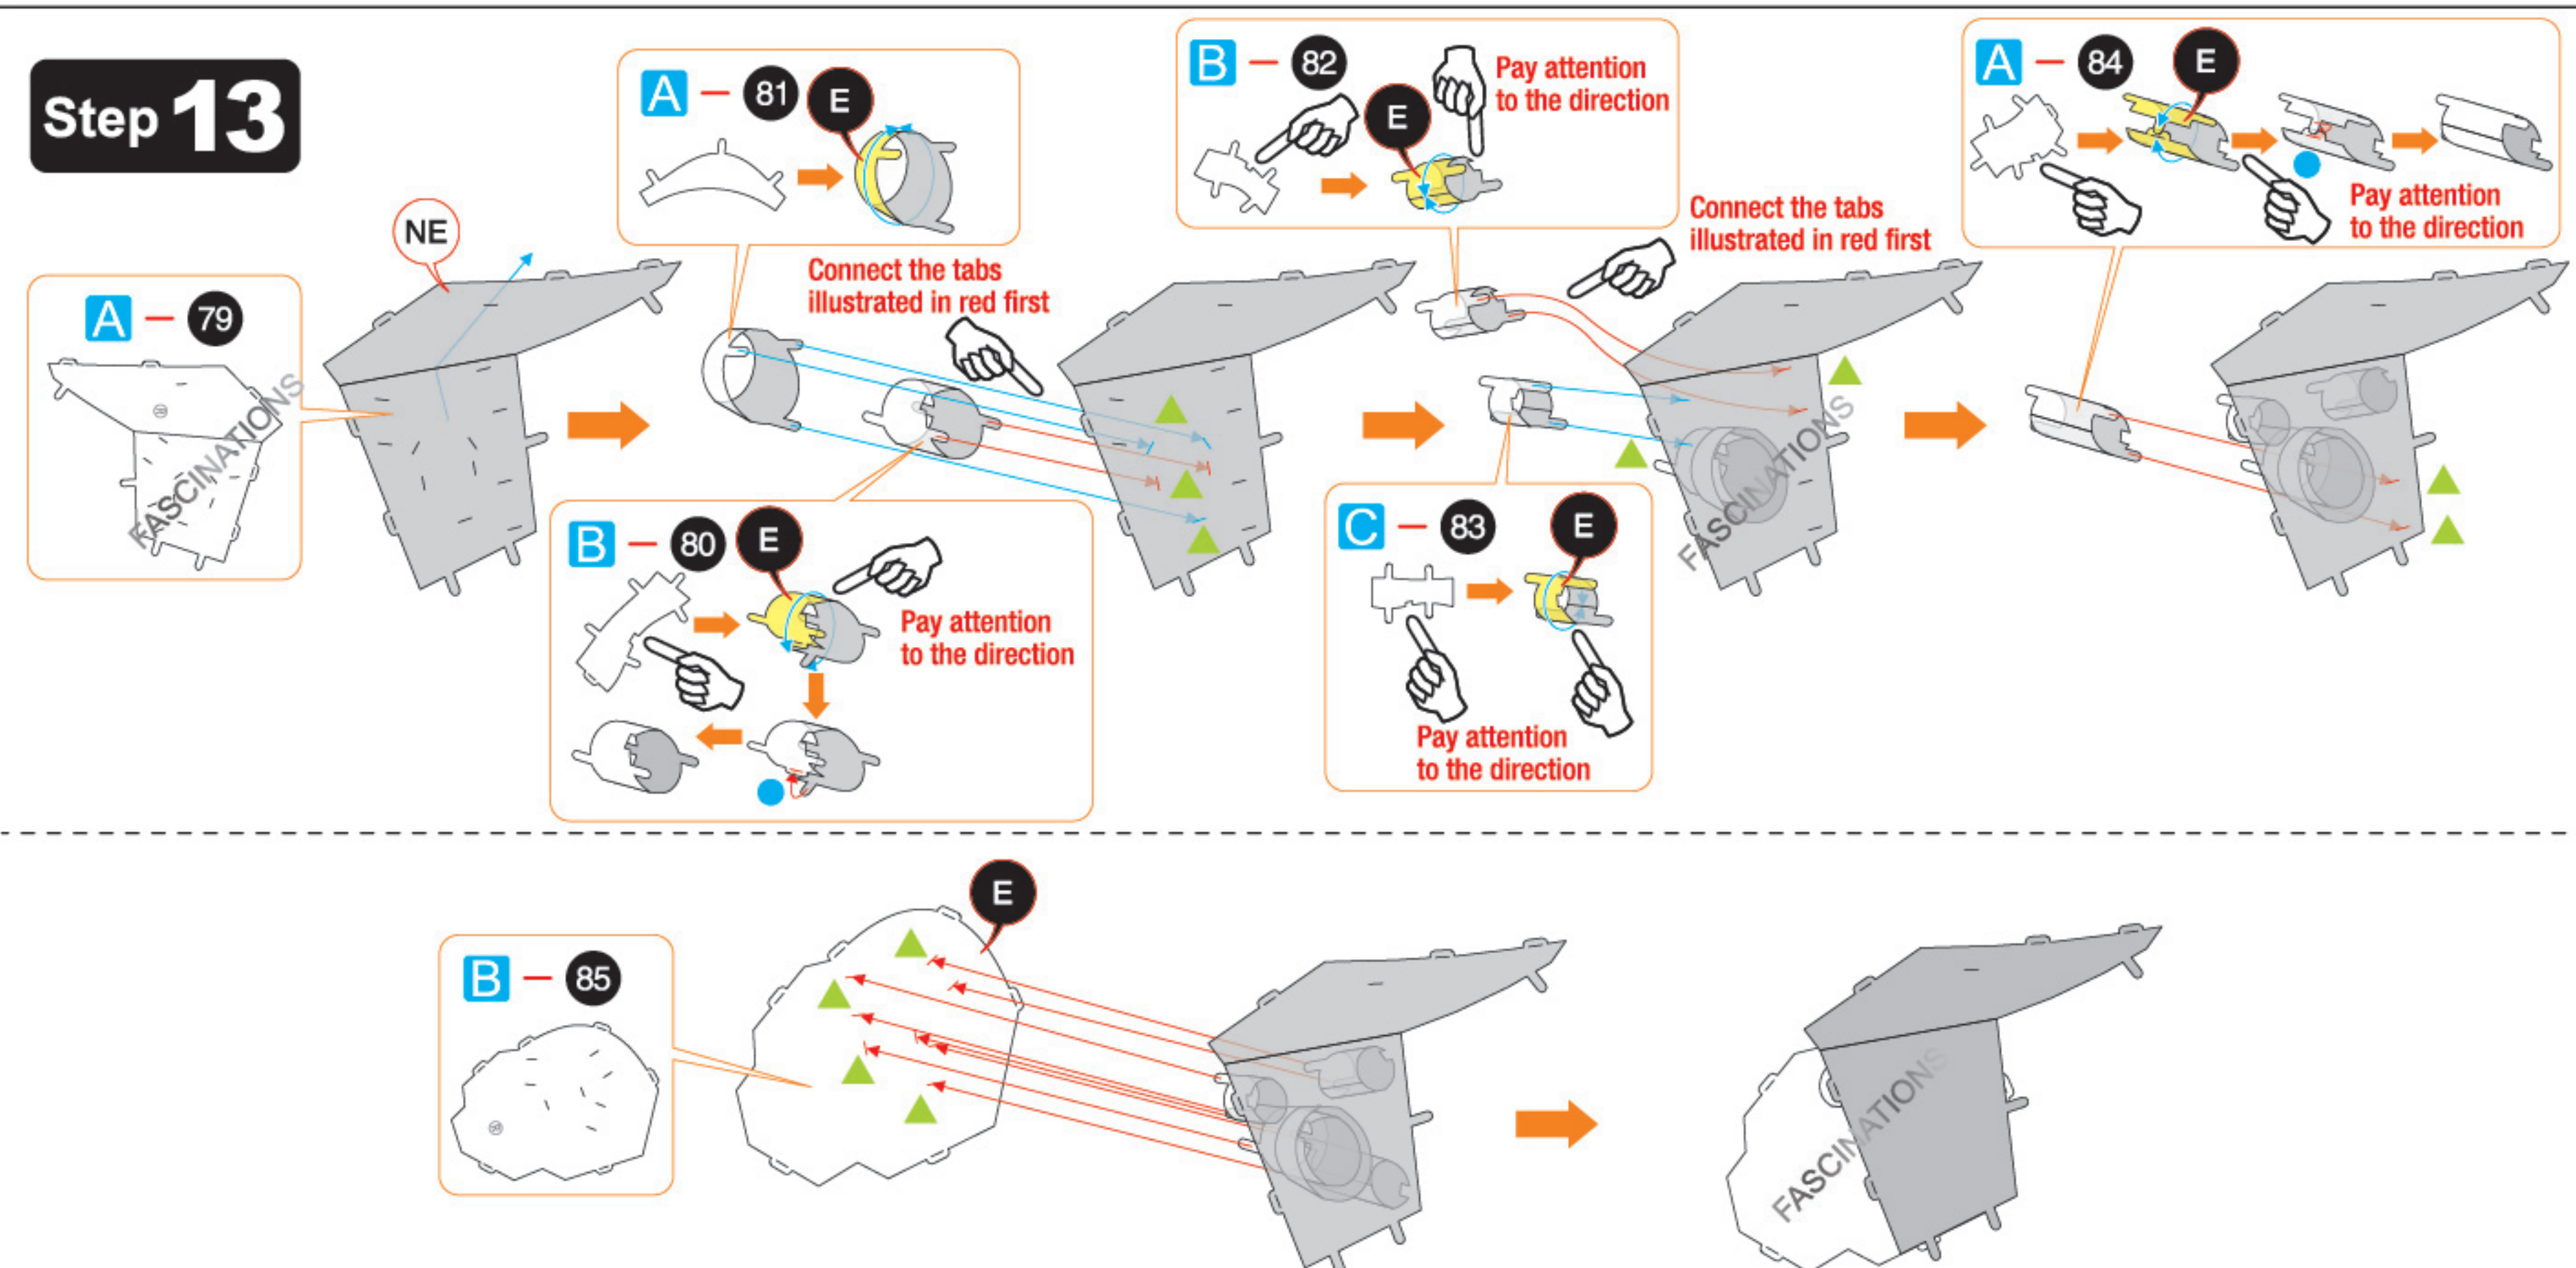 Step 13
A – 79
NE
FASCINATIONS
A – 81
E
Connect the tabs
illustrated in red first
B – 80
E
Pay attention
to the direction
B – 82
E
Pay attention
to the direction
Connect the tabs
illustrated in red first
C – 83
E
Pay attention
to the direction
FASCINATIONS
A – 84
E
Pay attention
to the direction
B – 85
E
FASCINATIONS